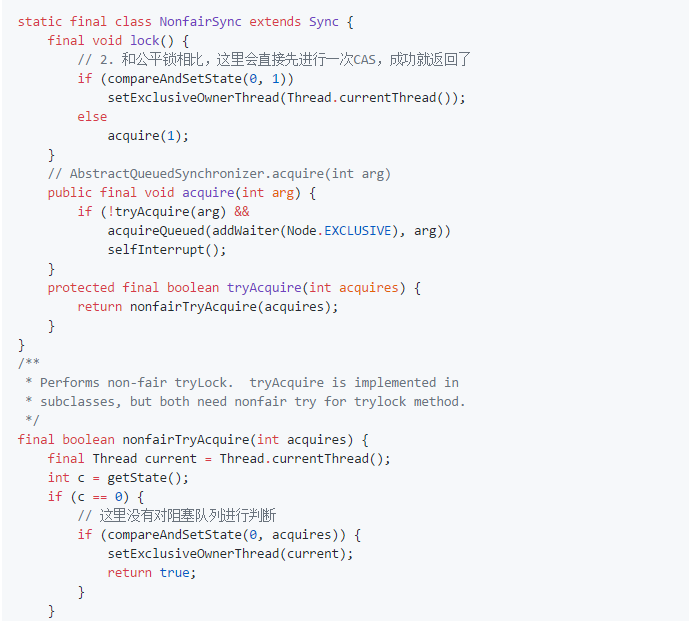 static final class NonfairSync extends Sync {
    final void lock() {
        // 2. 和公平锁相比，这里会直接先进行一次CAS，成功就返回了
        if (compareAndSetState(0, 1))
            setExclusiveOwnerThread(Thread.currentThread());
        else
            acquire(1);
    }
    // AbstractQueuedSynchronizer.acquire(int arg)
    public final void acquire(int arg) {
        if (!tryAcquire(arg) &&
            acquireQueued(addWaiter(Node.EXCLUSIVE), arg))
            selfInterrupt();
    }
    protected final boolean tryAcquire(int acquires) {
        return nonfairTryAcquire(acquires);
    }
}
/**
 * Performs non-fair tryLock.  tryAcquire is implemented in
 * subclasses, but both need nonfair try for trylock method.
 */
final boolean nonfairTryAcquire(int acquires) {
    final Thread current = Thread.currentThread();
    int c = getState();
    if (c == 0) {
        // 这里没有对阻塞队列进行判断
        if (compareAndSetState(0, acquires)) {
            setExclusiveOwnerThread(current);
            return true;
        }
    }